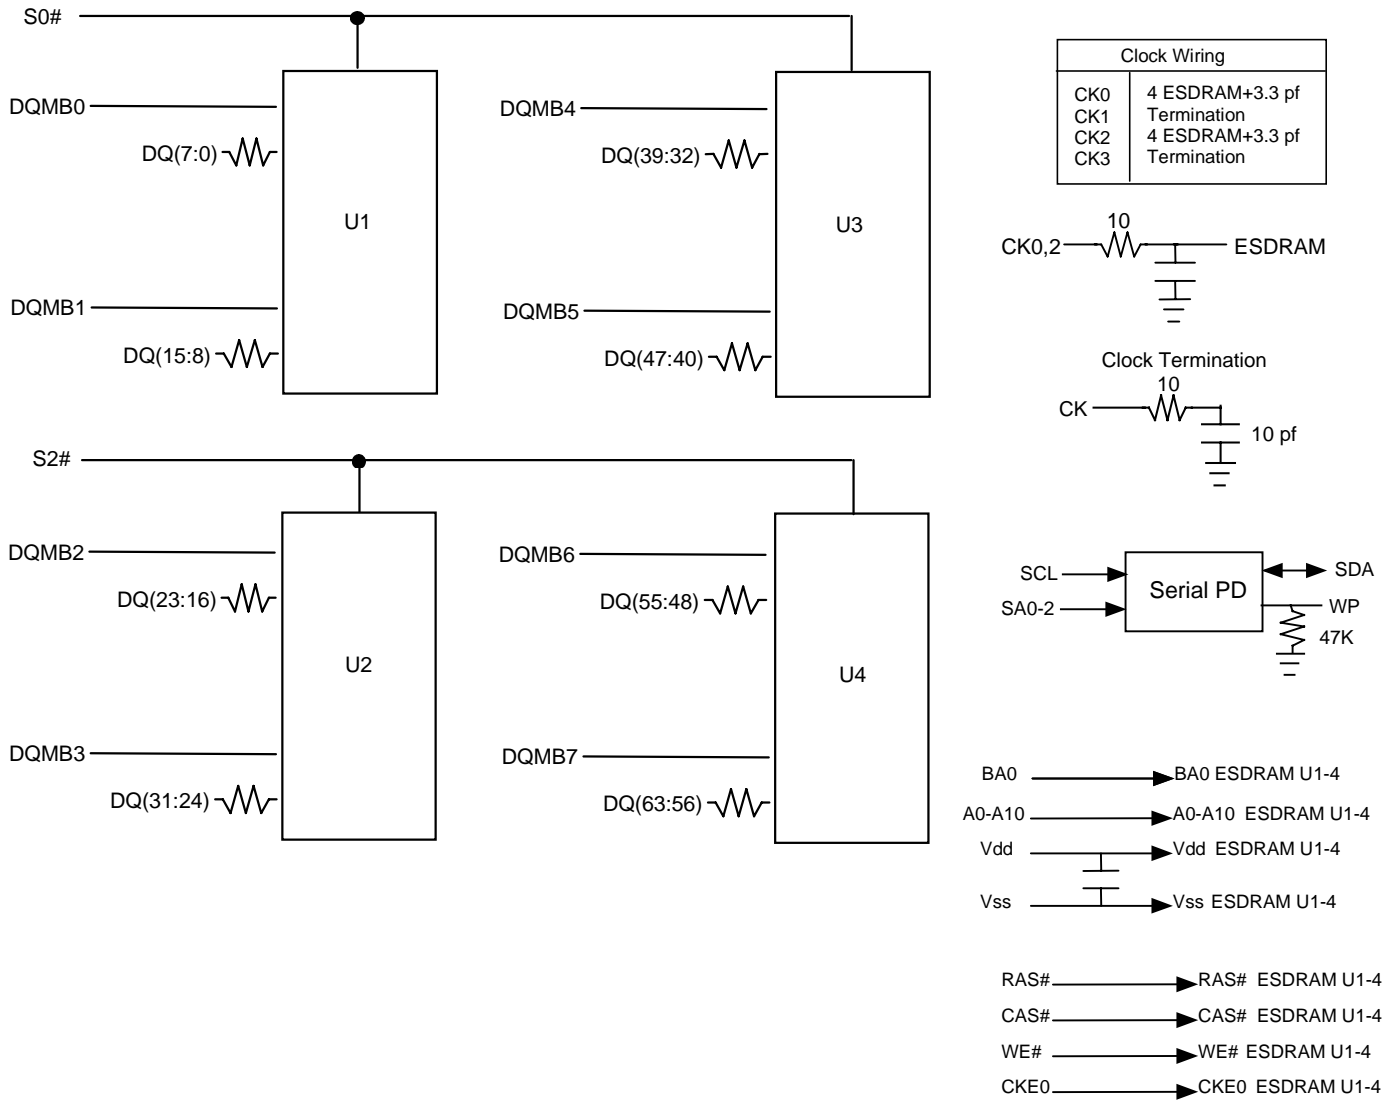 S0#
DQMB0
DQ(7:0)
U1
DQMB1
DQ(15:8)
DQMB4
DQ(39:32)
U3
DQMB5
DQ(47:40)
S2#
DQMB2
DQ(23:16)
U2
DQMB3
DQ(31:24)
DQMB6
DQ(55:48)
U4
DQMB7
DQ(63:56)
Clock Wiring
CK0 4 ESDRAM+3.3 pf
CK1 Termination
CK2 4 ESDRAM+3.3 pf
CK3 Termination
10
CK0,2 ESDRAM
Clock Termination
10
CK
10 pf
SCL Serial PD SDA
SA0-2 WP
47K
BA0 BA0 ESDRAM U1-4
A0-A10 A0-A10 ESDRAM U1-4
Vdd Vdd ESDRAM U1-4
Vss Vss ESDRAM U1-4
RAS# RAS# ESDRAM U1-4
CAS# CAS# ESDRAM U1-4
WE# WE# ESDRAM U1-4
CKE0 CKE0 ESDRAM U1-4